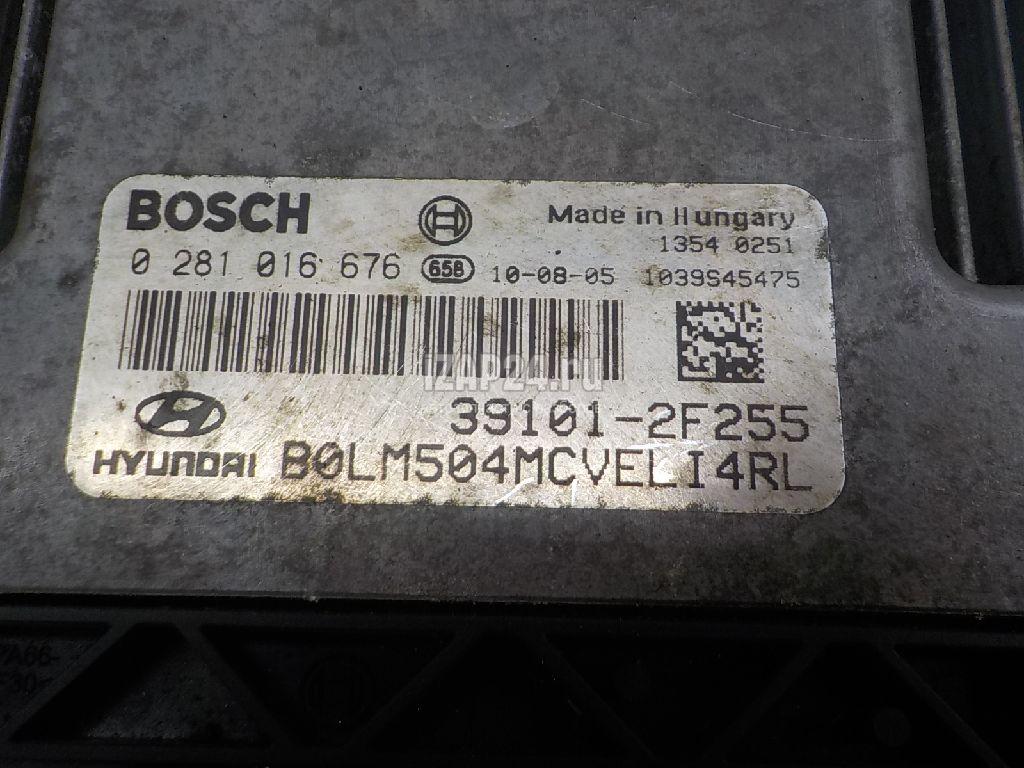 BOSCH
Made in Hungary
1354 0251
0 281 016 676 658 10-08-05 1039S45475
iZAP24.ru
39101-2F255
HYUNDAI B0LM504MCVELI4RL